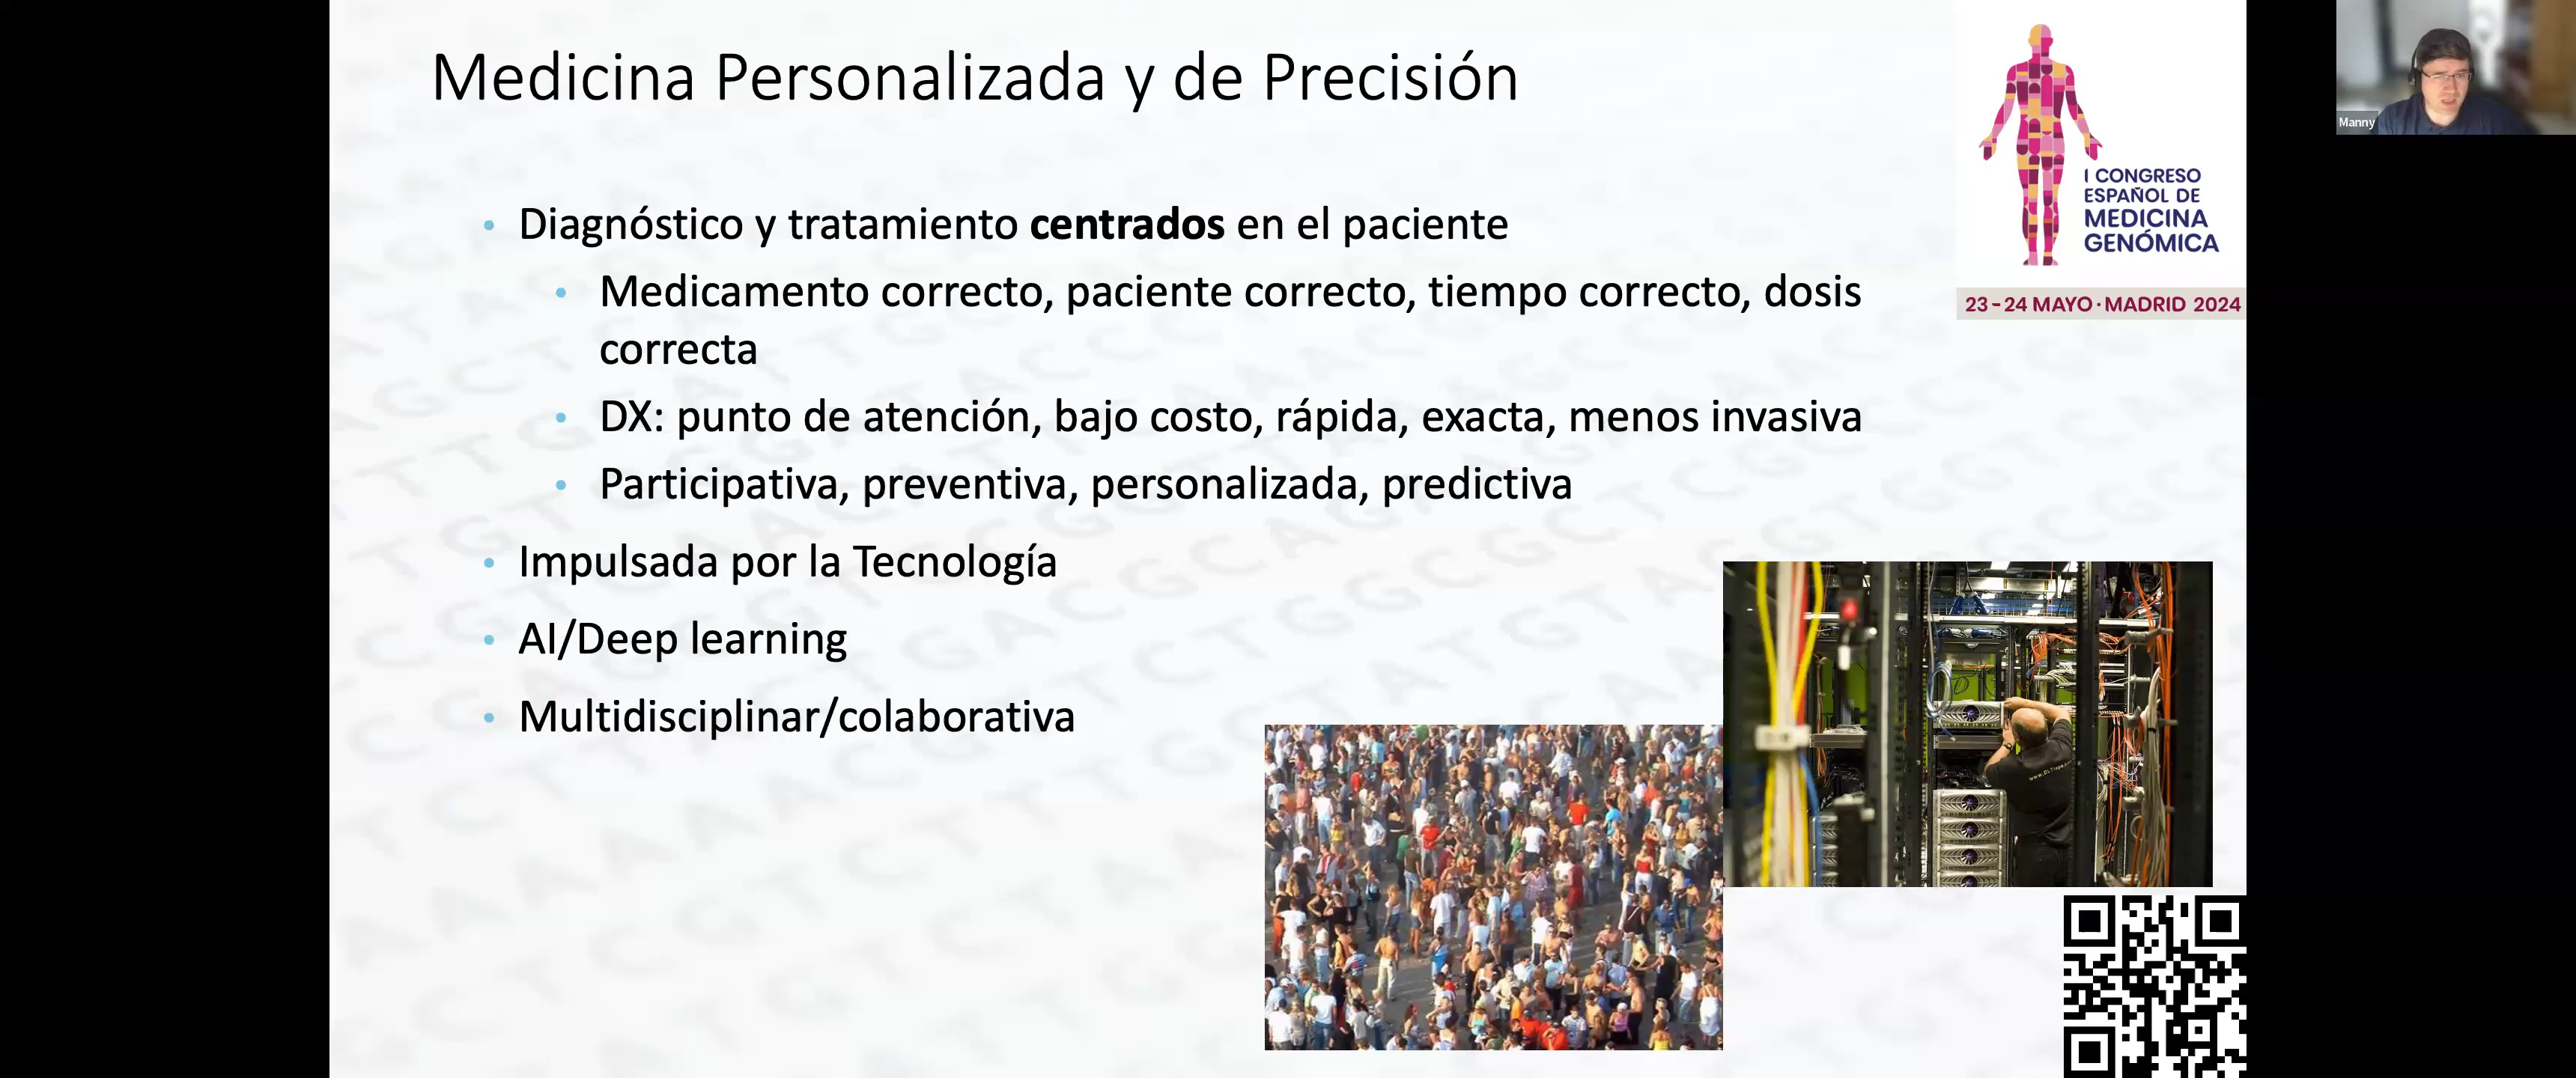 Medicina Personalizada y de Precisión
Manny
I CONGRESO
ESPAÑOL DE
MEDICINA
GENÓMICA
23-24 MAYO · MADRID 2024
• Diagnóstico y tratamiento centrados en el paciente
• Medicamento correcto, paciente correcto, tiempo correcto, dosis
correcta
• DX: punto de atención, bajo costo, rápida, exacta, menos invasiva
• Participativa, preventiva, personalizada, predictiva
• Impulsada por la Tecnología
• AI/Deep learning
• Multidisciplinar/colaborativa